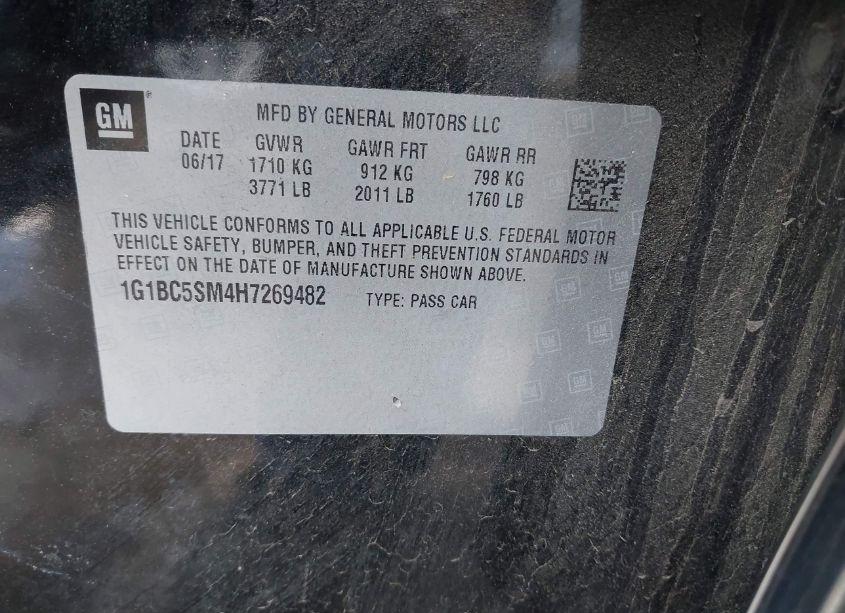 GM
MFD BY GENERAL MOTORS LLC
DATE GVWR GAWR FRT GAWR RR
06/17 1710 KG 912 KG 798 KG
3771 LB 2011 LB 1760 LB
THIS VEHICLE CONFORMS TO ALL APPLICABLE U.S. FEDERAL MOTOR
VEHICLE SAFETY, BUMPER, AND THEFT PREVENTION STANDARDS IN
EFFECT ON THE DATE OF MANUFACTURE SHOWN ABOVE.
1G1BC5SM4H7269482 TYPE: PASS CAR